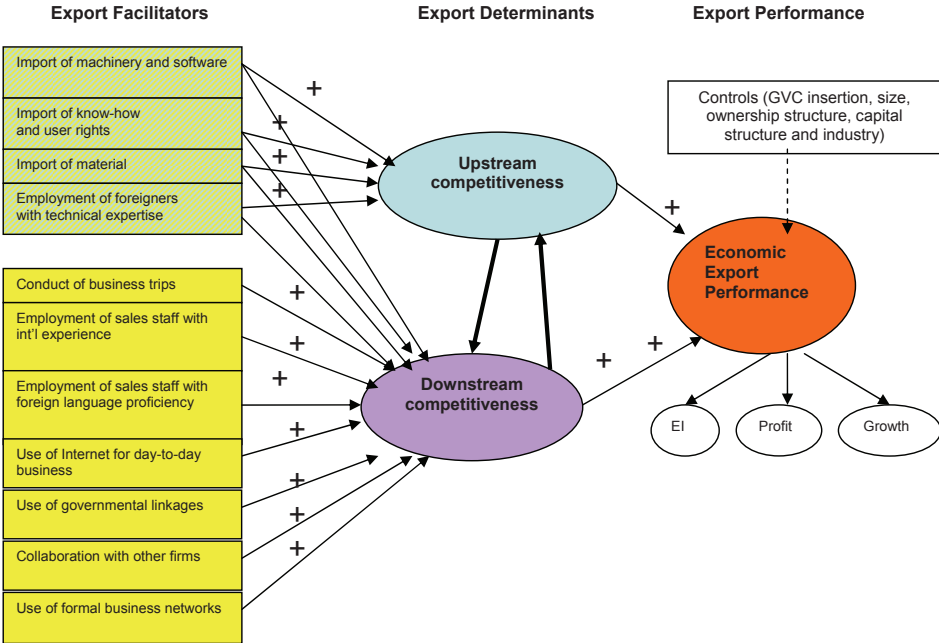 Export Facilitators
Export Determinants
Export Performance
Import of machinery and software
Import of know-how
and user rights
Import of material
Employment of foreigners
with technical expertise
Conduct of business trips
Employment of sales staff with
int'l experience
Employment of sales staff with
foreign language proficiency
Use of Internet for day-to-day
business
Use of governmental linkages
Collaboration with other firms
Use of formal business networks
+
+
+
+
+
+
+
+
+
+
Upstream
competitiveness
Downstream
competitiveness
+
+
+
Controls (GVC insertion, size,
ownership structure, capital
structure and industry)
Economic
Export
Performance
EI
Profit
Growth